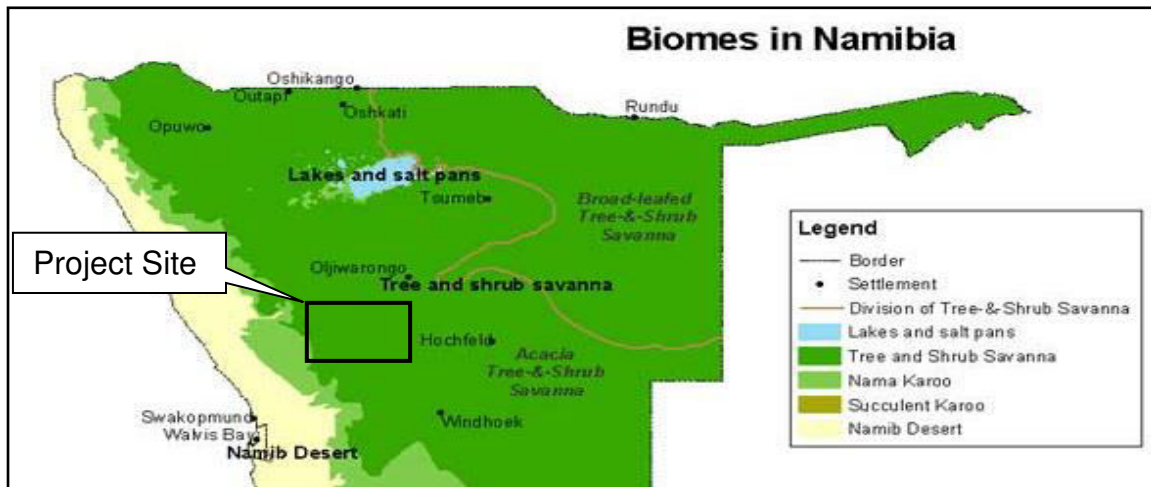 Biomes in Namibia
Oshikango
Outapi
Oshkati
Rundu
Opuwo
Lakes and salt pans
Tsumeb
Broad-leafed
Tree-&-Shrub
Savanna
Project Site
Oljiwarongo
Tree and shrub savanna
Hochfeld
Acacia
Tree-&-Shrub
Savanna
Windhoek
Swakopmund
Walvis Bay
Namib Desert
Legend
Border
Settlement
Division of Tree-&-Shrub Savanna
Lakes and salt pans
Tree and Shrub Savanna
Nama Karoo
Succulent Karoo
Namib Desert